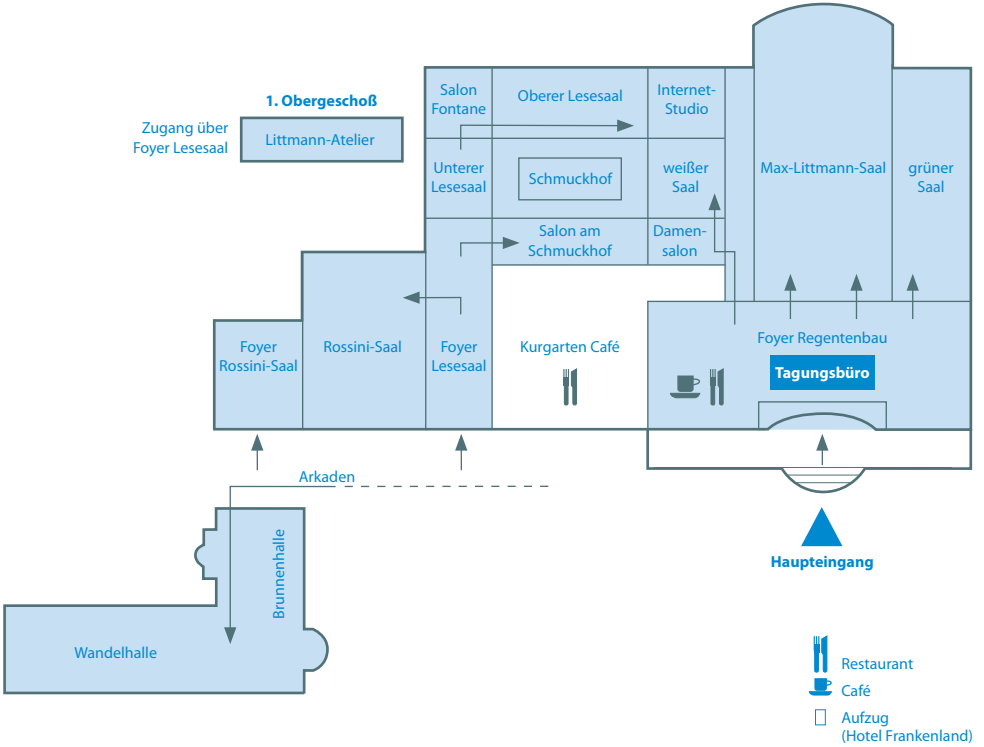 1. Obergeschoß
Zugang über
Foyer Lesesaal
Littmann-Atelier
Salon
Fontane
Oberer Lesesaal
Internet-
Studio
Unterer
Lesesaal
Schmuckhof
weißer
Saal
Max-Littmann-Saal
grüner
Saal
Salon am
Schmuckhof
Damen-
salon
Foyer
Rossini-Saal
Rossini-Saal
Foyer
Lesesaal
Kurgarten Café
Foyer Regentenbau
Tagungsbüro
Arkaden
Haupteingang
Brunnenhalle
Wandelhalle
Restaurant
Café
Aufzug
(Hotel Frankenland)